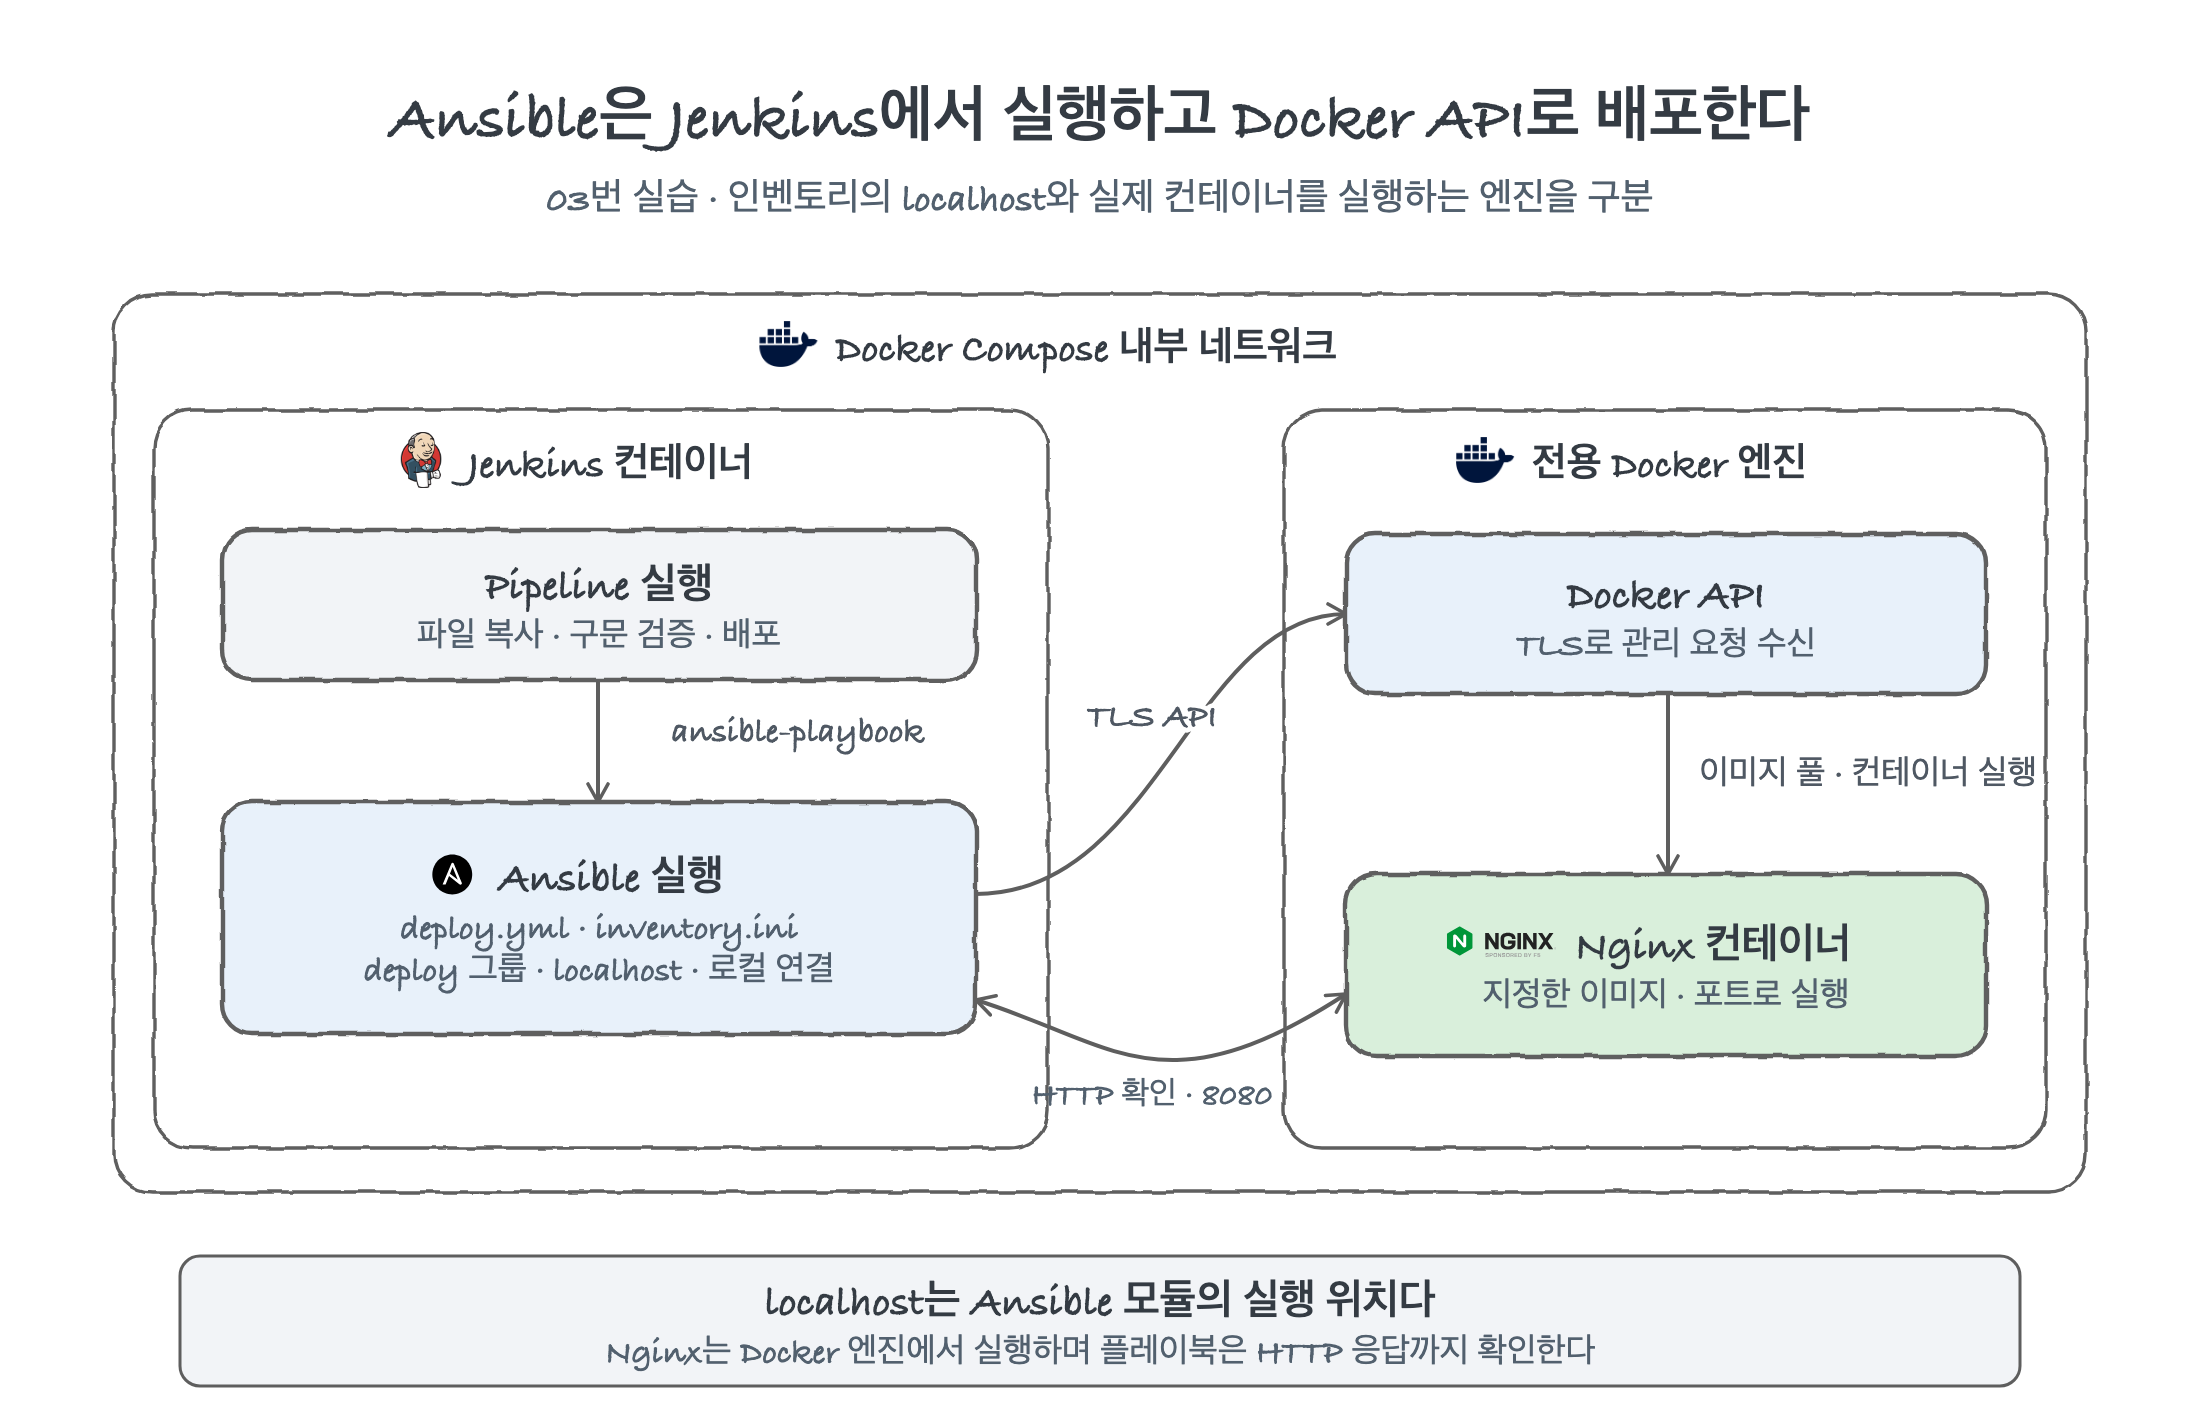 Ansible은 Jenkins에서 실행하고 Docker API로 배포한다
03번 실습 · 인벤토리의 localhost와 실제 컨테이너를 실행하는 엔진을 구분
Docker Compose 내부 네트워크
Jenkins 컨테이너
Pipeline 실행
파일 복사 · 구문 검증 · 배포
ansible-playbook
Ansible 실행
deploy.yml · inventory.ini
deploy 그룹 · localhost · 로컬 연결
TLS API
HTTP 확인 · 8080
전용 Docker 엔진
Docker API
TLS로 관리 요청 수신
이미지 풀 · 컨테이너 실행
NGINX
SPONSORED BY F5
Nginx 컨테이너
지정한 이미지 · 포트로 실행
localhost는 Ansible 모듈의 실행 위치다
Nginx는 Docker 엔진에서 실행하며 플레이북은 HTTP 응답까지 확인한다